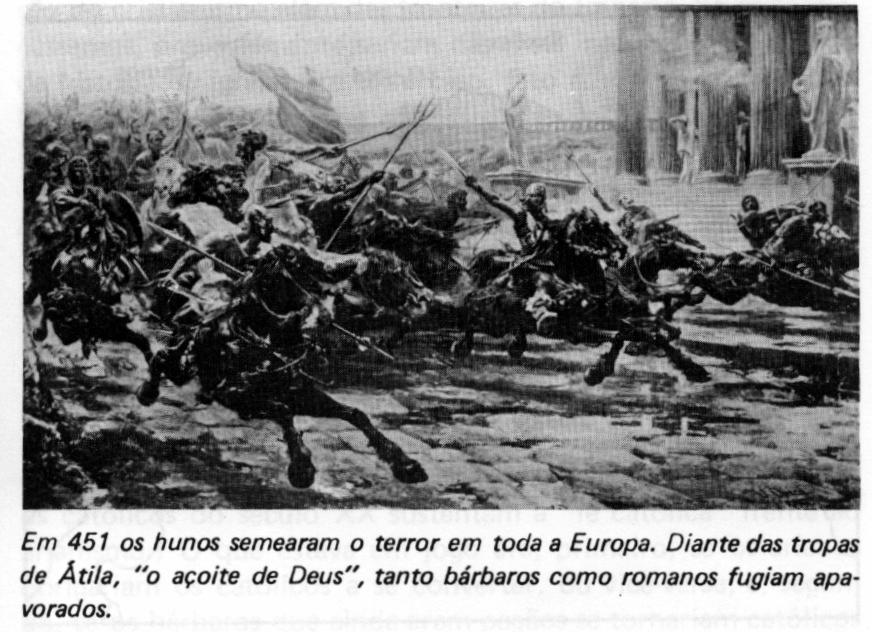 Em 451 os hunos semearam o terror em toda a Europa. Diante das tropas
de Átila, “o açoite de Deus”, tanto bárbaros como romanos fugiam apa-
vorados.